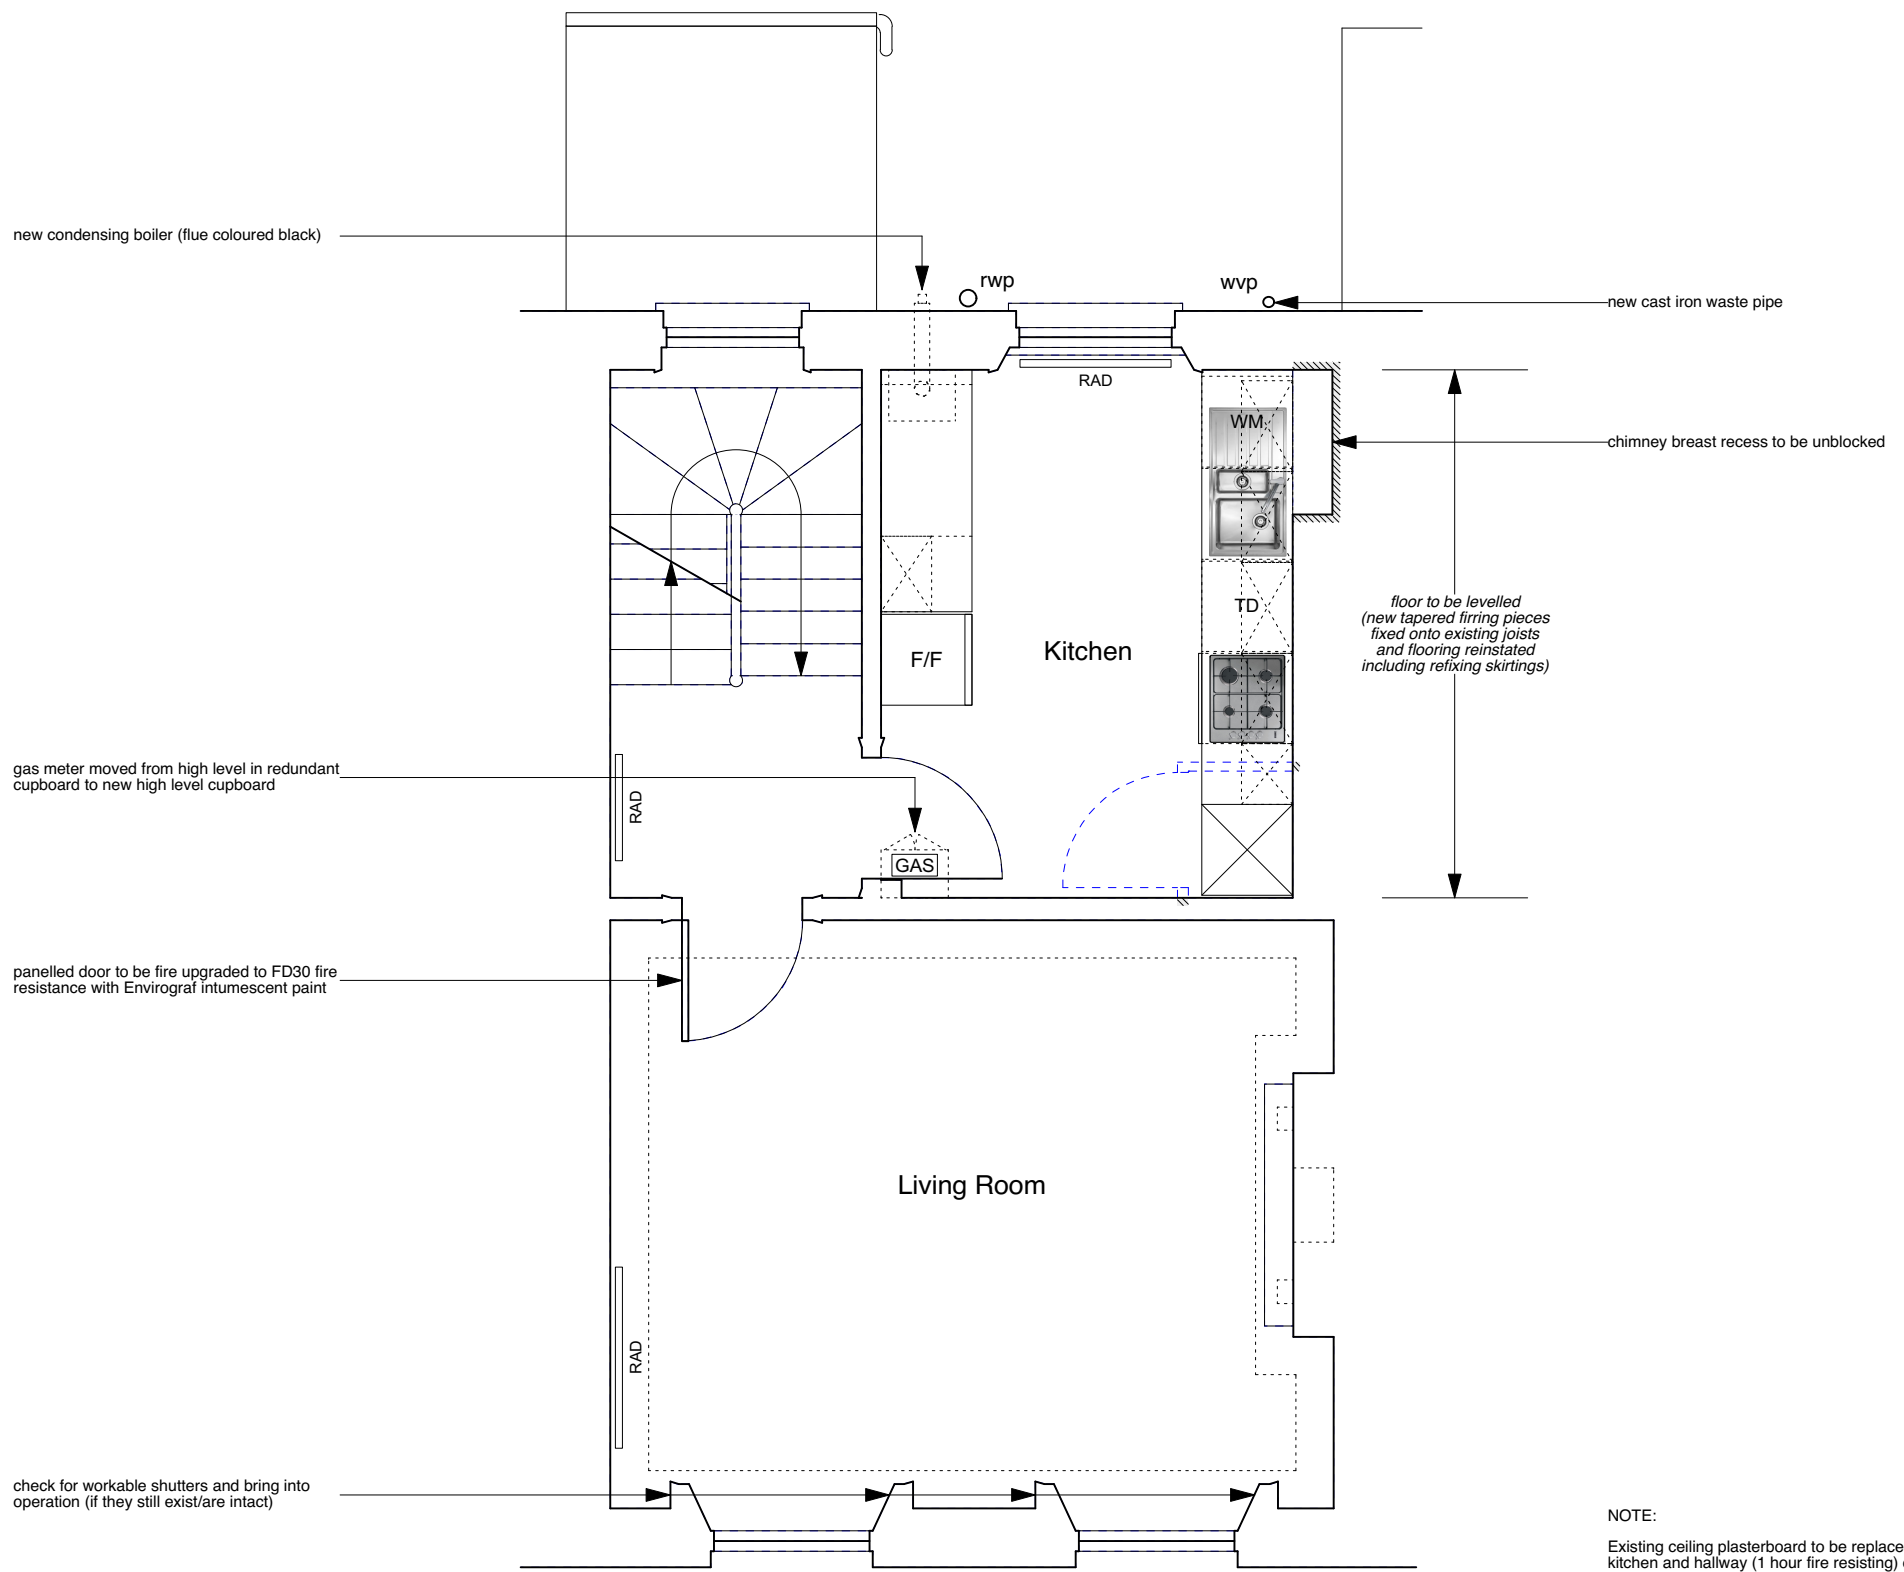 new condensing boiler (flue coloured black)
rwp
wvp
new cast iron waste pipe
RAD
WM
chimney breast recess to be unblocked
TD
floor to be levelled
(new tapered firring pieces
fixed onto existing joists
and flooring reinstated
including refixing skirtings)
Kitchen
F/F
gas meter moved from high level in redundant
cupboard to new high level cupboard
RAD
GAS
panelled door to be fire upgraded to FD30 fire
resistance with Envirograf intumescent paint
Living Room
RAD
check for workable shutters and bring into
operation (if they still exist/are intact)
NOTE:
Existing ceiling plasterboard to be replace
kitchen and hallway (1 hour fire resisting)